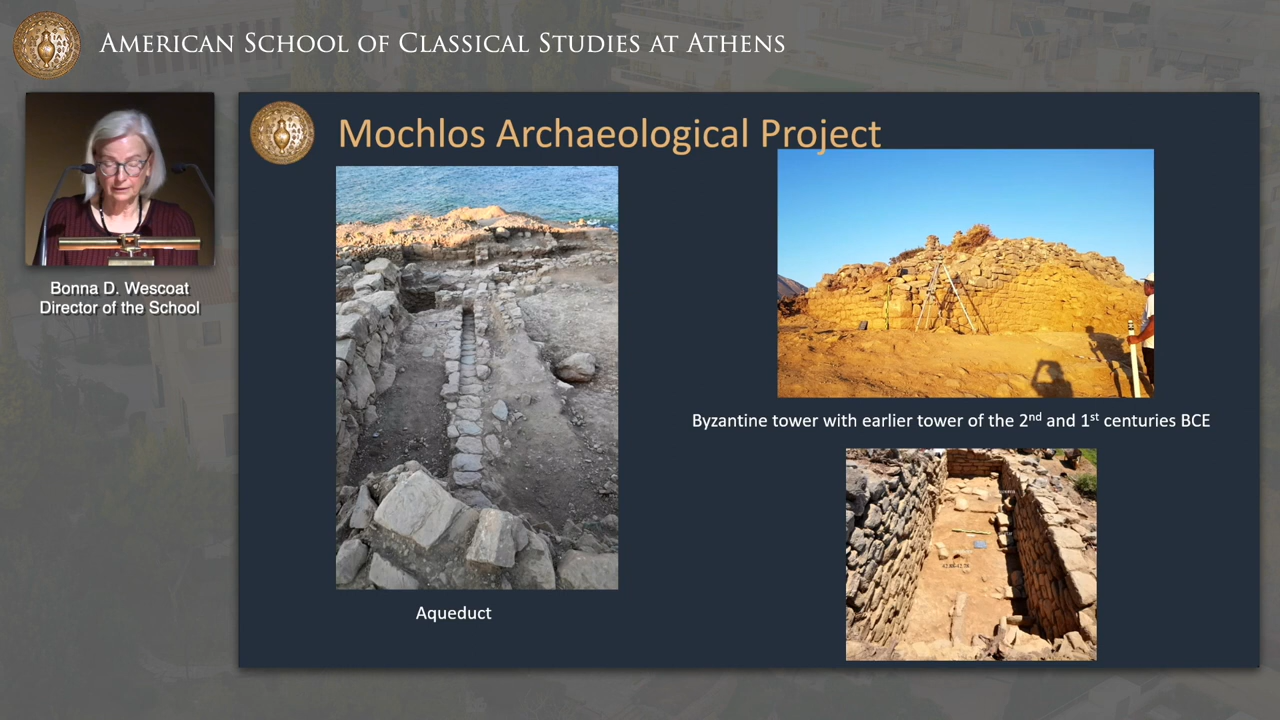 AMERICAN SCHOOL OF CLASSICAL STUDIES AT ATHENS
Mochlos Archaeological Project
Bonna D. Wescoat
Director of the School
Byzantine tower with earlier tower of the 2nd and 1st centuries BCE
Aqueduct